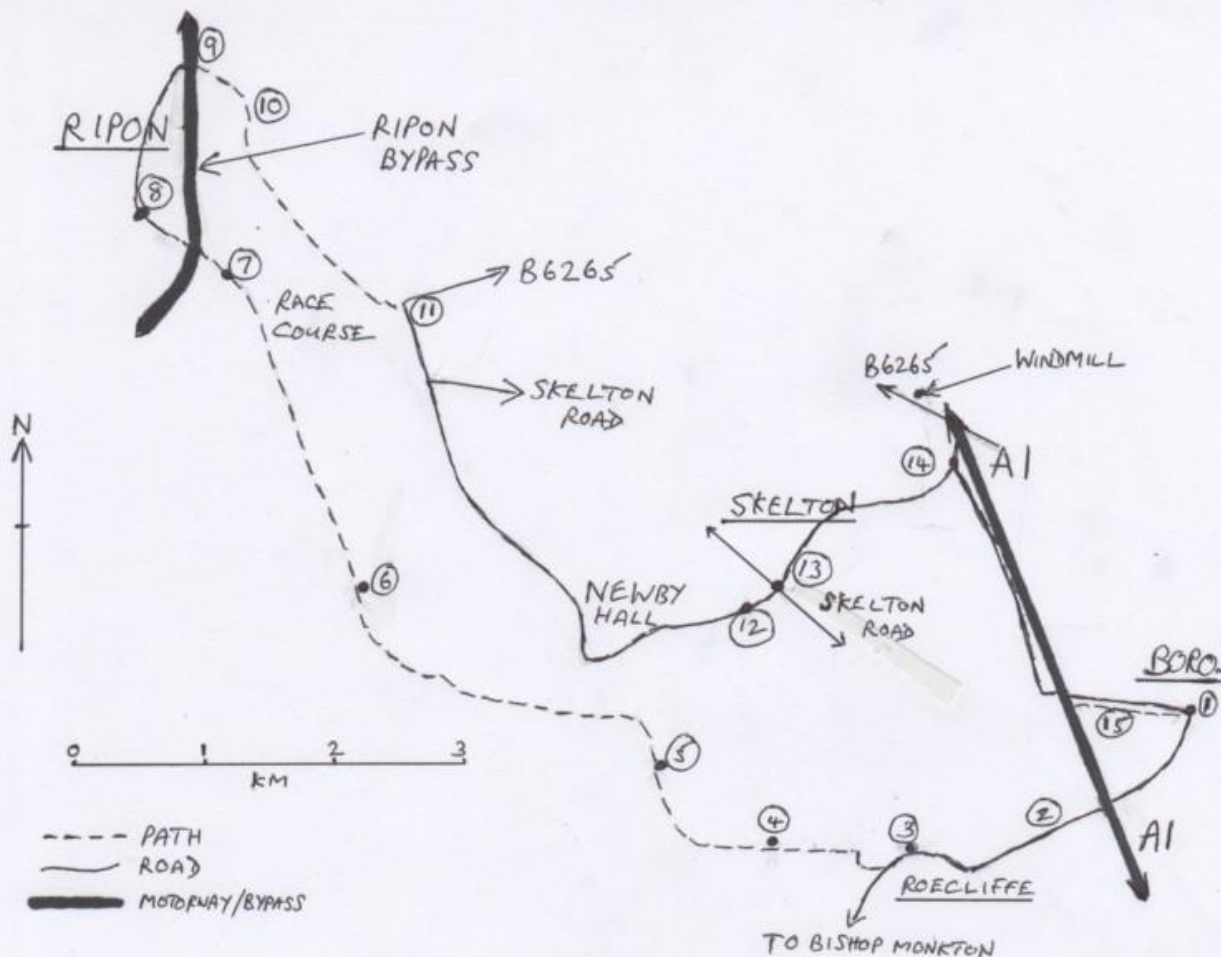 9
10
RIPON
RIPON
BYPASS
8
7
B6265
RACE
COURSE
11
B6265
WINDMILL
SKELTON
ROAD
N
14
A1
SKELTON
6
13
NEWBY
HALL
SKELTON
ROAD
12
BORO.
1
15
0 1 2 3
KM
5
4
3
2
A1
PATH
ROAD
MOTORWAY/BYPASS
ROECLIFFE
TO BISHOP MONKTON